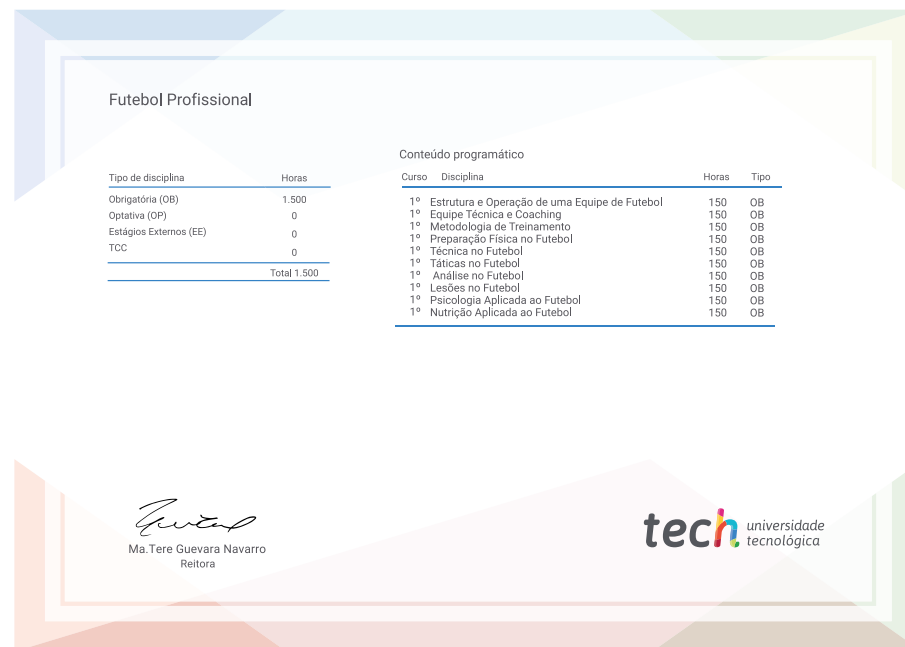 Futebol Profissional
Tipo de disciplina Horas
Obrigatória (OB) 1.500
Optativa (OP) 0
Estágios Externos (EE) 0
TCC 0
Total 1.500
Conteúdo programático
Curso Disciplina Horas Tipo
1º Estrutura e Operação de uma Equipe de Futebol 150 OB
1º Equipe Técnica e Coaching 150 OB
1º Metodologia de Treinamento 150 OB
1º Preparação Física no Futebol 150 OB
1º Técnica no Futebol 150 OB
1º Táticas no Futebol 150 OB
1º Análise no Futebol 150 OB
1º Lesões no Futebol 150 OB
1º Psicologia Aplicada ao Futebol 150 OB
1º Nutrição Aplicada ao Futebol 150 OB
Ma.Tere Guevara Navarro
Reitora
tech universidade
tecnológica